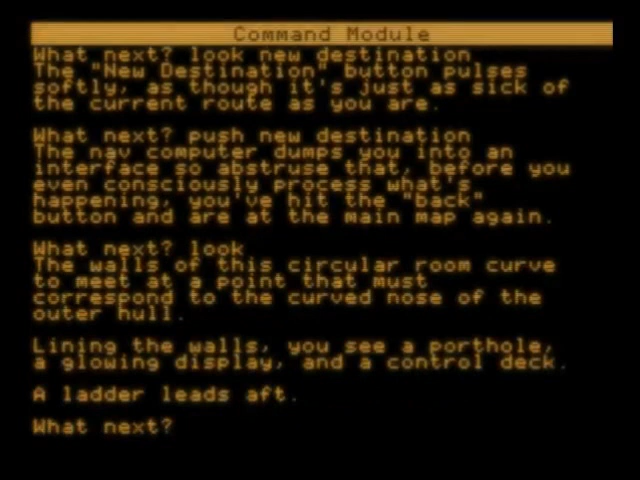 Command Module
What next? look new destination
The "New Destination" button pulses
softly, as though it's just as sick of
the current route as you are.
What next? push new destination
The nav computer dumps you into an
interface so abstruse that, before you
even consciously process what's
happening, you've hit the "back"
button and are at the main map again.
What next? look
The walls of this circular room curve
to meet at a point that must
correspond to the curved nose of the
outer hull.
Lining the walls, you see a porthole,
a glowing display, and a control deck.
A ladder leads aft.
What next?